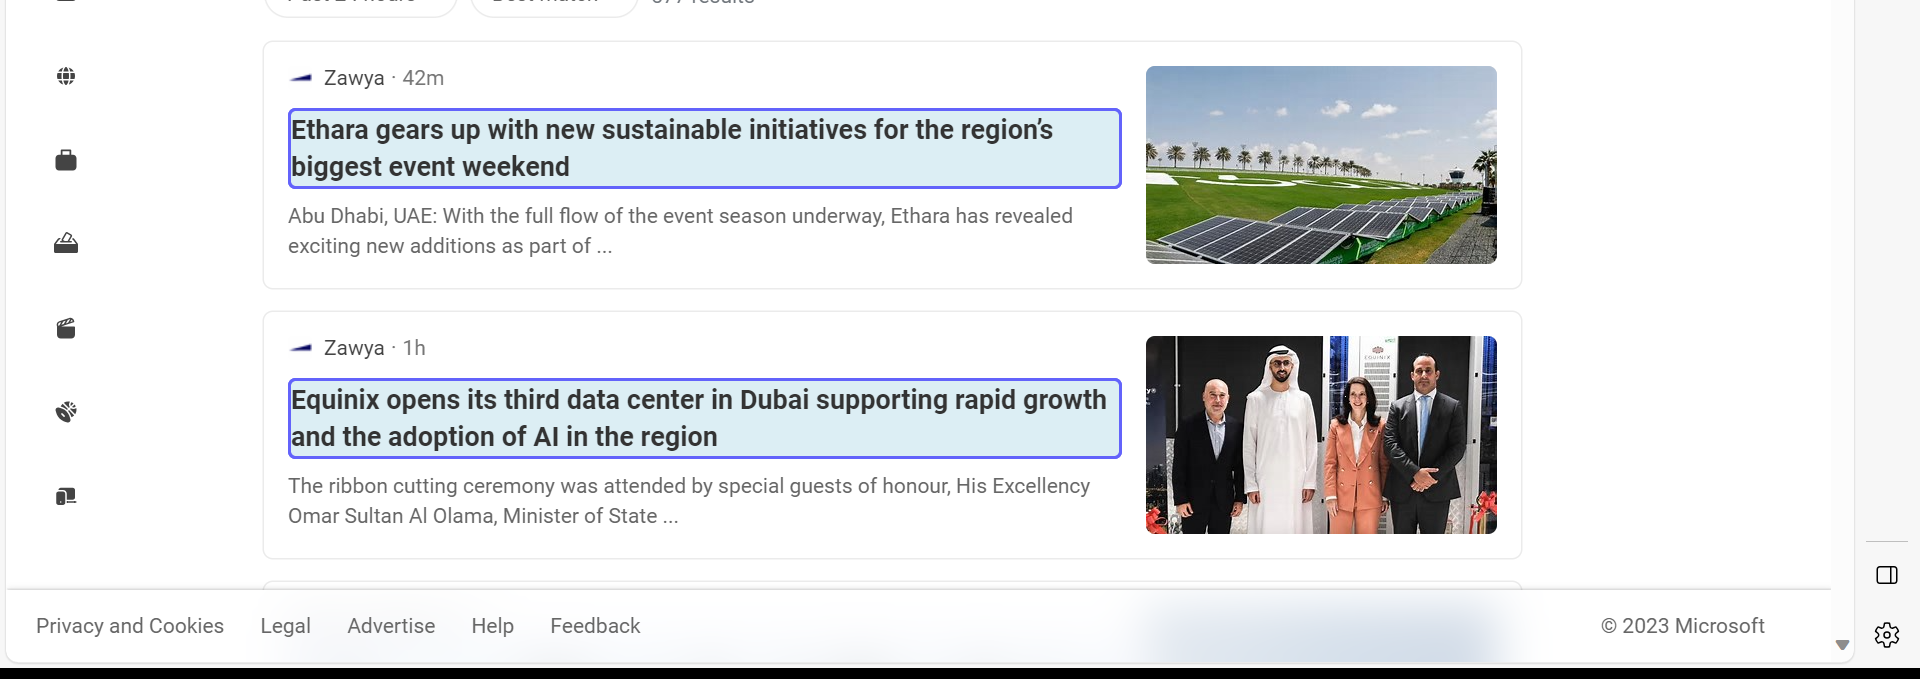 Zawya · 42m
Ethara gears up with new sustainable initiatives for the region’s
biggest event weekend
Abu Dhabi, UAE: With the full flow of the event season underway, Ethara has revealed
exciting new additions as part of ...
Zawya · 1h
Equinix opens its third data center in Dubai supporting rapid growth
and the adoption of AI in the region
The ribbon cutting ceremony was attended by special guests of honour, His Excellency
Omar Sultan Al Olama, Minister of State ...
EQUINIX
Privacy and Cookies Legal Advertise Help Feedback © 2023 Microsoft